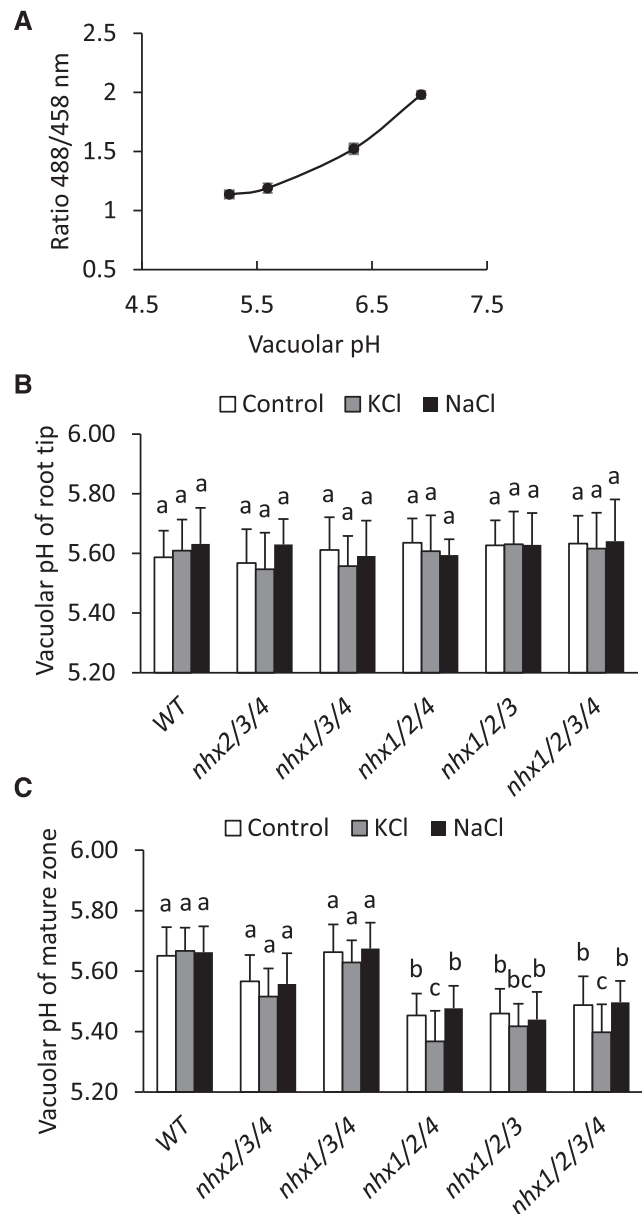 A
2.5
2
1.5
1
0.5
Ratio 488/458 nm
4.5 5.5 6.5 7.5
Vacuolar pH
B
Control KCl NaCl
6.00
5.80
5.60
5.40
5.20
Vacuolar pH of root tip
a a a a a a a a a a a a a a a a a a
WT nhx2/3/4 nhx1/3/4 nhx1/2/4 nhx1/2/3 nhx1/2/3/4
C
Control KCl NaCl
6.00
5.80
5.60
5.40
5.20
Vacuolar pH of mature zone
a a a a a a a a a b c b b bc b b c b
WT nhx2/3/4 nhx1/3/4 nhx1/2/4 nhx1/2/3 nhx1/2/3/4